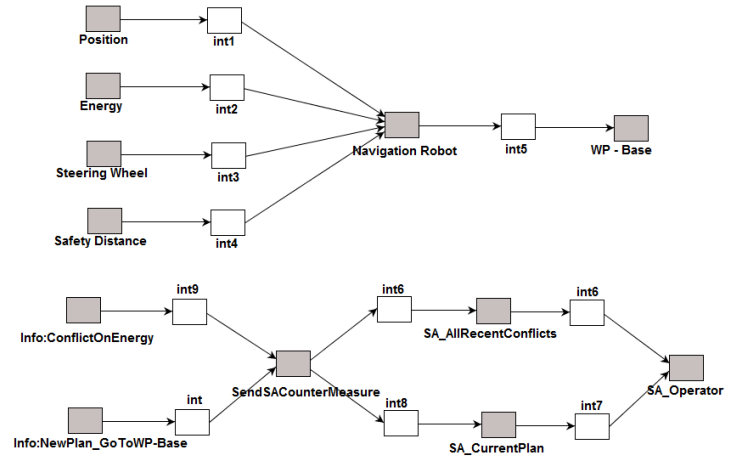 Position
int1
Energy
int2
Steering Wheel
int3
Safety Distance
int4
Navigation Robot
int5
WP - Base
int9
Info:ConflictOnEnergy
int6
SA_AllRecentConflicts
int6
SendSACounterMeasure
SA_Operator
int
Info:NewPlan_GoToWP-Base
int8
SA_CurrentPlan
int7